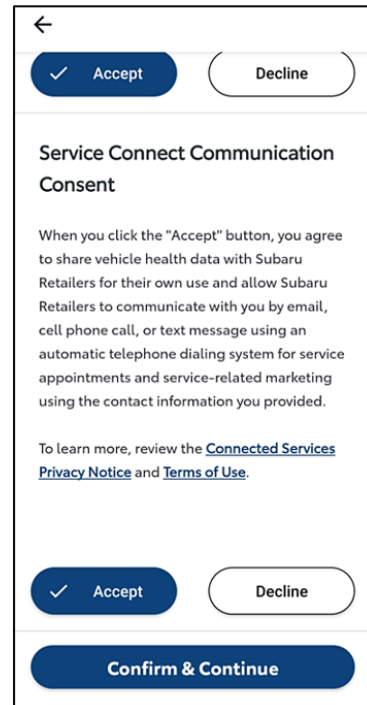 Accept Decline
Service Connect Communication
Consent
When you click the "Accept" button, you agree
to share vehicle health data with Subaru
Retailers for their own use and allow Subaru
Retailers to communicate with you by email,
cell phone call, or text message using an
automatic telephone dialing system for service
appointments and service-related marketing
using the contact information you provided.
To learn more, review the Connected Services
Privacy Notice and Terms of Use.
Accept Decline
Confirm & Continue